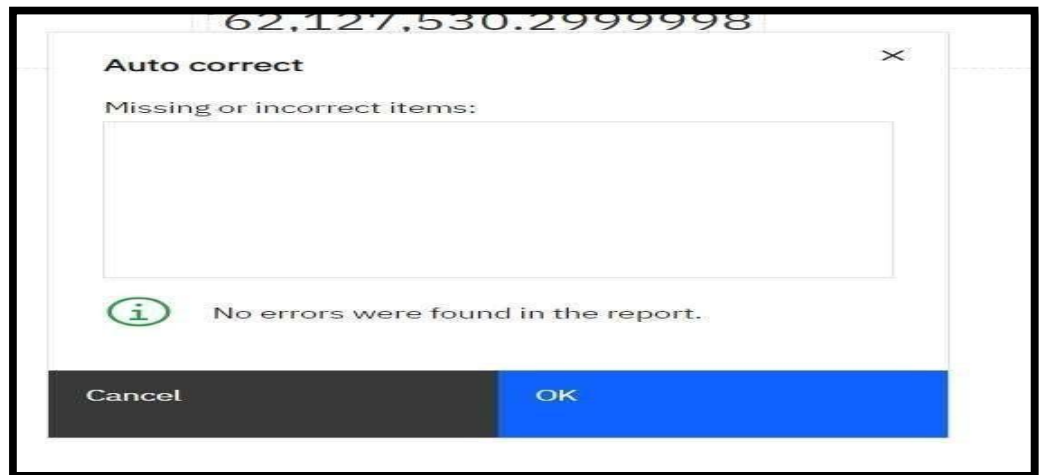 62,127,530.2999998
Auto correct
Missing or incorrect items:
No errors were found in the report.
Cancel
OK